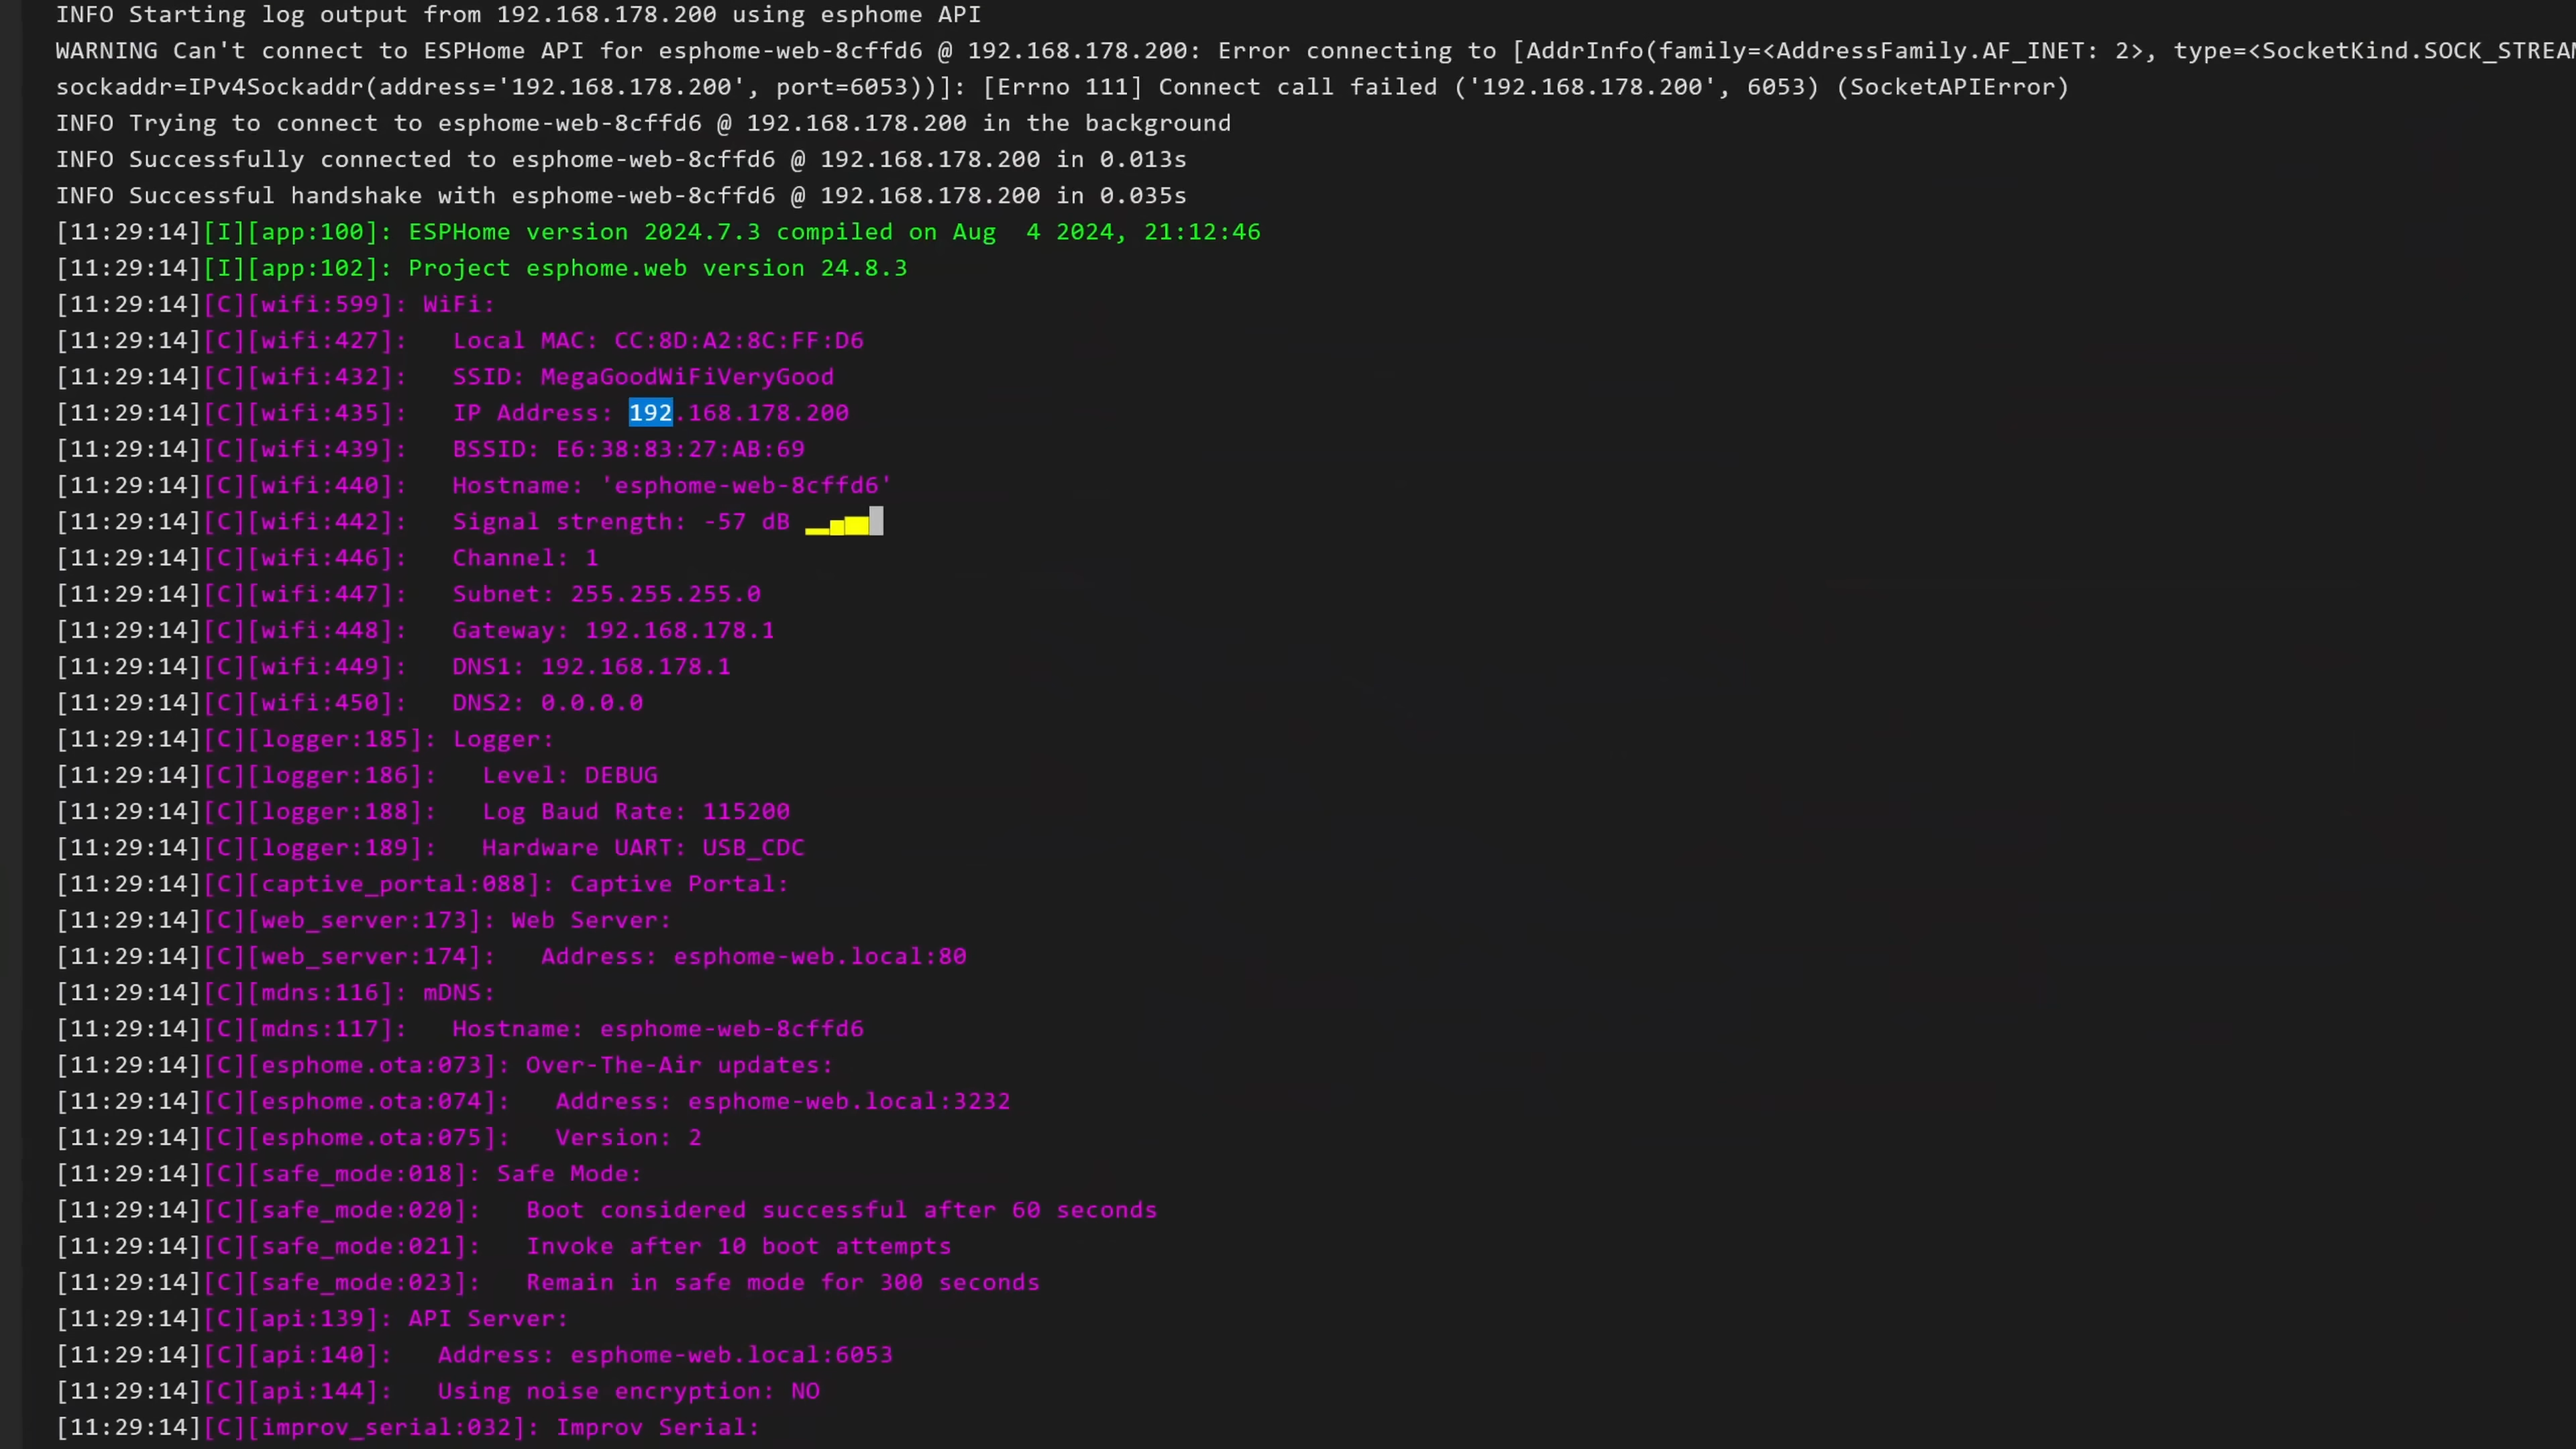 INFO Starting log output from 192.168.178.200 using esphome API
WARNING Can't connect to ESPHome API for esphome-web-8cffd6 @ 192.168.178.200: Error connecting to [AddrInfo(family=<AddressFamily.AF_INET: 2>, type=<SocketKind.SOCK_STREAM
sockaddr=IPv4Sockaddr(address='192.168.178.200', port=6053))]: [Errno 111] Connect call failed ('192.168.178.200', 6053) (SocketAPIError)
INFO Trying to connect to esphome-web-8cffd6 @ 192.168.178.200 in the background
INFO Successfully connected to esphome-web-8cffd6 @ 192.168.178.200 in 0.013s
INFO Successful handshake with esphome-web-8cffd6 @ 192.168.178.200 in 0.035s
[11:29:14][I][app:100]: ESPHome version 2024.7.3 compiled on Aug  4 2024, 21:12:46
[11:29:14][I][app:102]: Project esphome.web version 24.8.3
[11:29:14][C][wifi:599]: WiFi:
[11:29:14][C][wifi:427]:   Local MAC: CC:8D:A2:8C:FF:D6
[11:29:14][C][wifi:432]:   SSID: MegaGoodWiFiVeryGood
[11:29:14][C][wifi:435]:   IP Address: 192.168.178.200
[11:29:14][C][wifi:439]:   BSSID: E6:38:83:27:AB:69
[11:29:14][C][wifi:440]:   Hostname: 'esphome-web-8cffd6'
[11:29:14][C][wifi:442]:   Signal strength: -57 dB ▂▄▆█
[11:29:14][C][wifi:446]:   Channel: 1
[11:29:14][C][wifi:447]:   Subnet: 255.255.255.0
[11:29:14][C][wifi:448]:   Gateway: 192.168.178.1
[11:29:14][C][wifi:449]:   DNS1: 192.168.178.1
[11:29:14][C][wifi:450]:   DNS2: 0.0.0.0
[11:29:14][C][logger:185]: Logger:
[11:29:14][C][logger:186]:   Level: DEBUG
[11:29:14][C][logger:188]:   Log Baud Rate: 115200
[11:29:14][C][logger:189]:   Hardware UART: USB_CDC
[11:29:14][C][captive_portal:088]: Captive Portal:
[11:29:14][C][web_server:173]: Web Server:
[11:29:14][C][web_server:174]:   Address: esphome-web.local:80
[11:29:14][C][mdns:116]: mDNS:
[11:29:14][C][mdns:117]:   Hostname: esphome-web-8cffd6
[11:29:14][C][esphome.ota:073]: Over-The-Air updates:
[11:29:14][C][esphome.ota:074]:   Address: esphome-web.local:3232
[11:29:14][C][esphome.ota:075]:   Version: 2
[11:29:14][C][safe_mode:018]: Safe Mode:
[11:29:14][C][safe_mode:020]:   Boot considered successful after 60 seconds
[11:29:14][C][safe_mode:021]:   Invoke after 10 boot attempts
[11:29:14][C][safe_mode:023]:   Remain in safe mode for 300 seconds
[11:29:14][C][api:139]: API Server:
[11:29:14][C][api:140]:   Address: esphome-web.local:6053
[11:29:14][C][api:144]:   Using noise encryption: NO
[11:29:14][C][improv_serial:032]: Improv Serial: